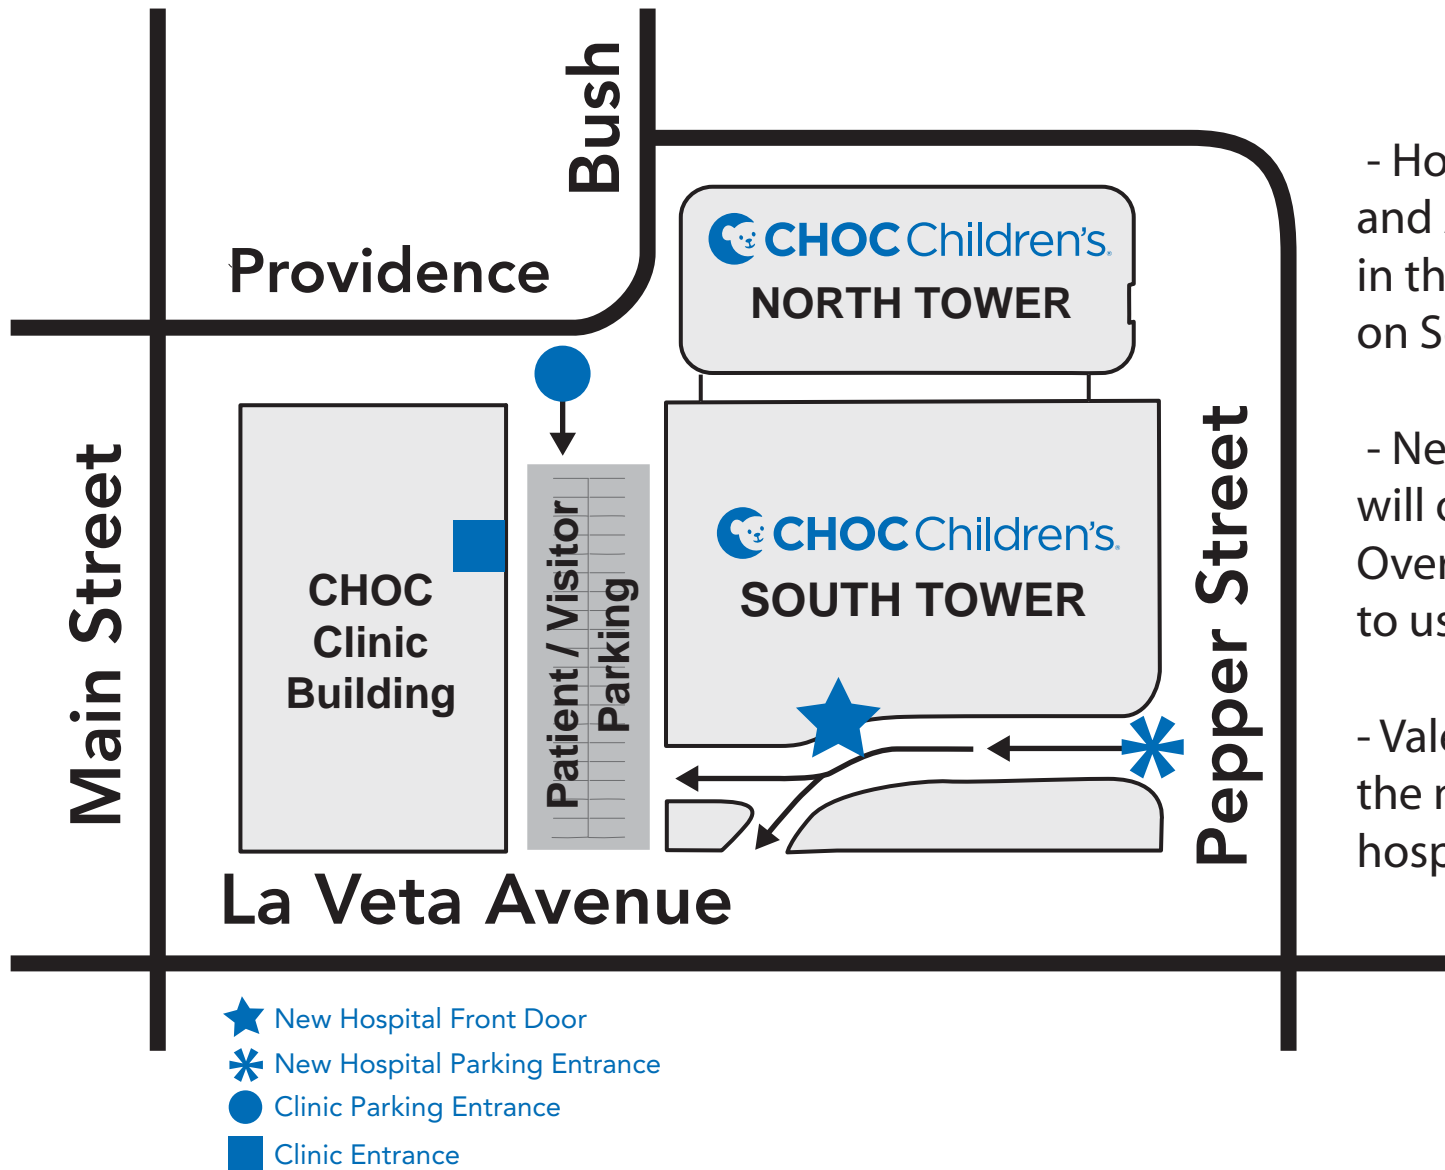 Bush
Providence
CHOC Children's®
NORTH TOWER
Main Street
CHOC
Clinic
Building
Patient / Visitor
Parking
CHOC Children's®
SOUTH TOWER
Pepper Street
La Veta Avenue
New Hospital Front Door
New Hospital Parking Entrance
Clinic Parking Entrance
Clinic Entrance
- Ho
and
in th
on S
- Ne
will
Over
to us
- Val
the
hosp